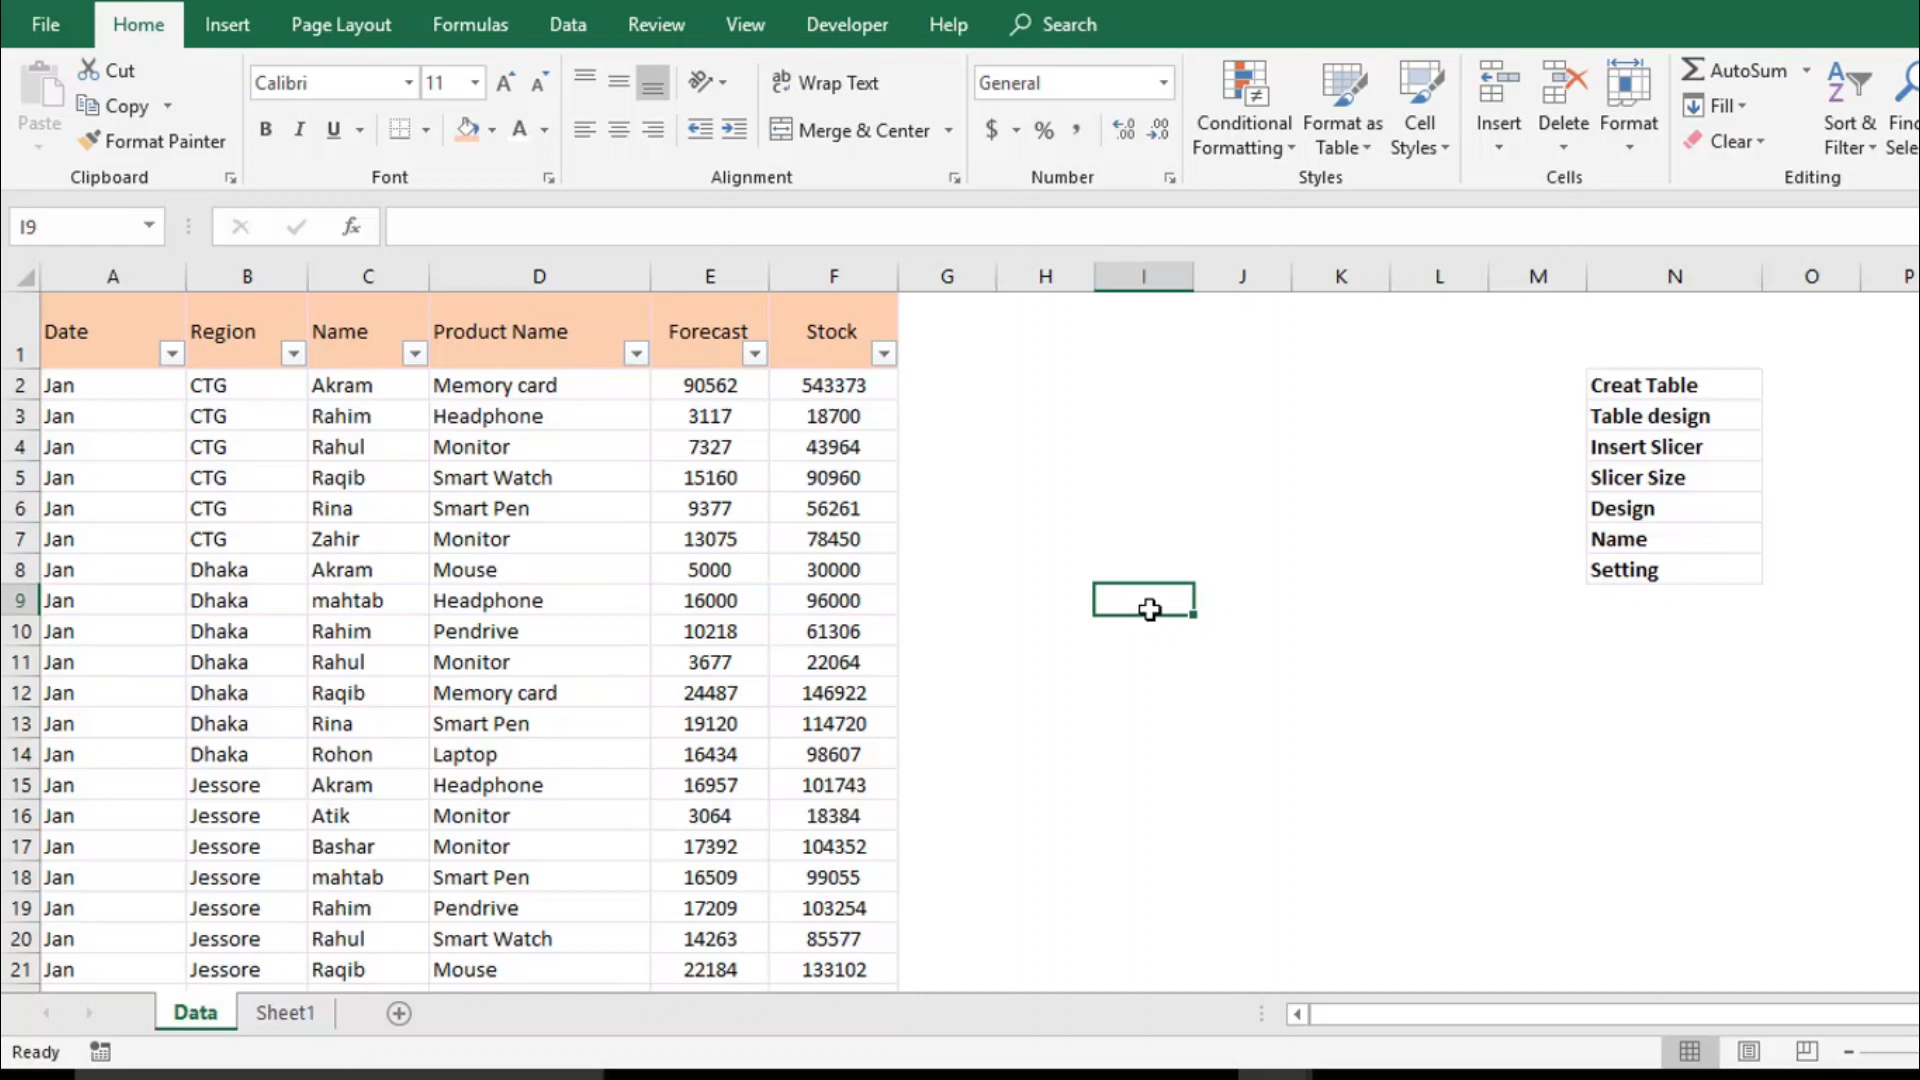 File Home Insert Page Layout Formulas Data Review View Developer Help Search
Paste Cut Copy Format Painter
Calibri 11 A A
B I U A
ab Wrap Text
Merge & Center
General
$ % , .00 .0
Conditional Formatting Format as Table Cell Styles
Insert Delete Format
AutoSum
Fill
Clear
A Z Sort & Filter
Clipboard Font Alignment Number Styles Cells Editing
I9 fx
A B C D E F G H I J K L M N O P
1 Date Region Name Product Name Forecast Stock
2 Jan CTG Akram Memory card 90562 543373 Creat Table
3 Jan CTG Rahim Headphone 3117 18700 Table design
4 Jan CTG Rahul Monitor 7327 43964 Insert Slicer
5 Jan CTG Raqib Smart Watch 15160 90960 Slicer Size
6 Jan CTG Rina Smart Pen 9377 56261 Design
7 Jan CTG Zahir Monitor 13075 78450 Name
8 Jan Dhaka Akram Mouse 5000 30000 Setting
9 Jan Dhaka mahtab Headphone 16000 96000
10 Jan Dhaka Rahim Pendrive 10218 61306
11 Jan Dhaka Rahul Monitor 3677 22064
12 Jan Dhaka Raqib Memory card 24487 146922
13 Jan Dhaka Rina Smart Pen 19120 114720
14 Jan Dhaka Rohon Laptop 16434 98607
15 Jan Jessore Akram Headphone 16957 101743
16 Jan Jessore Atik Monitor 3064 18384
17 Jan Jessore Bashar Monitor 17392 104352
18 Jan Jessore mahtab Smart Pen 16509 99055
19 Jan Jessore Rahim Pendrive 17209 103254
20 Jan Jessore Rahul Smart Watch 14263 85577
21 Jan Jessore Raqib Mouse 22184 133102
Data Sheet1
Ready